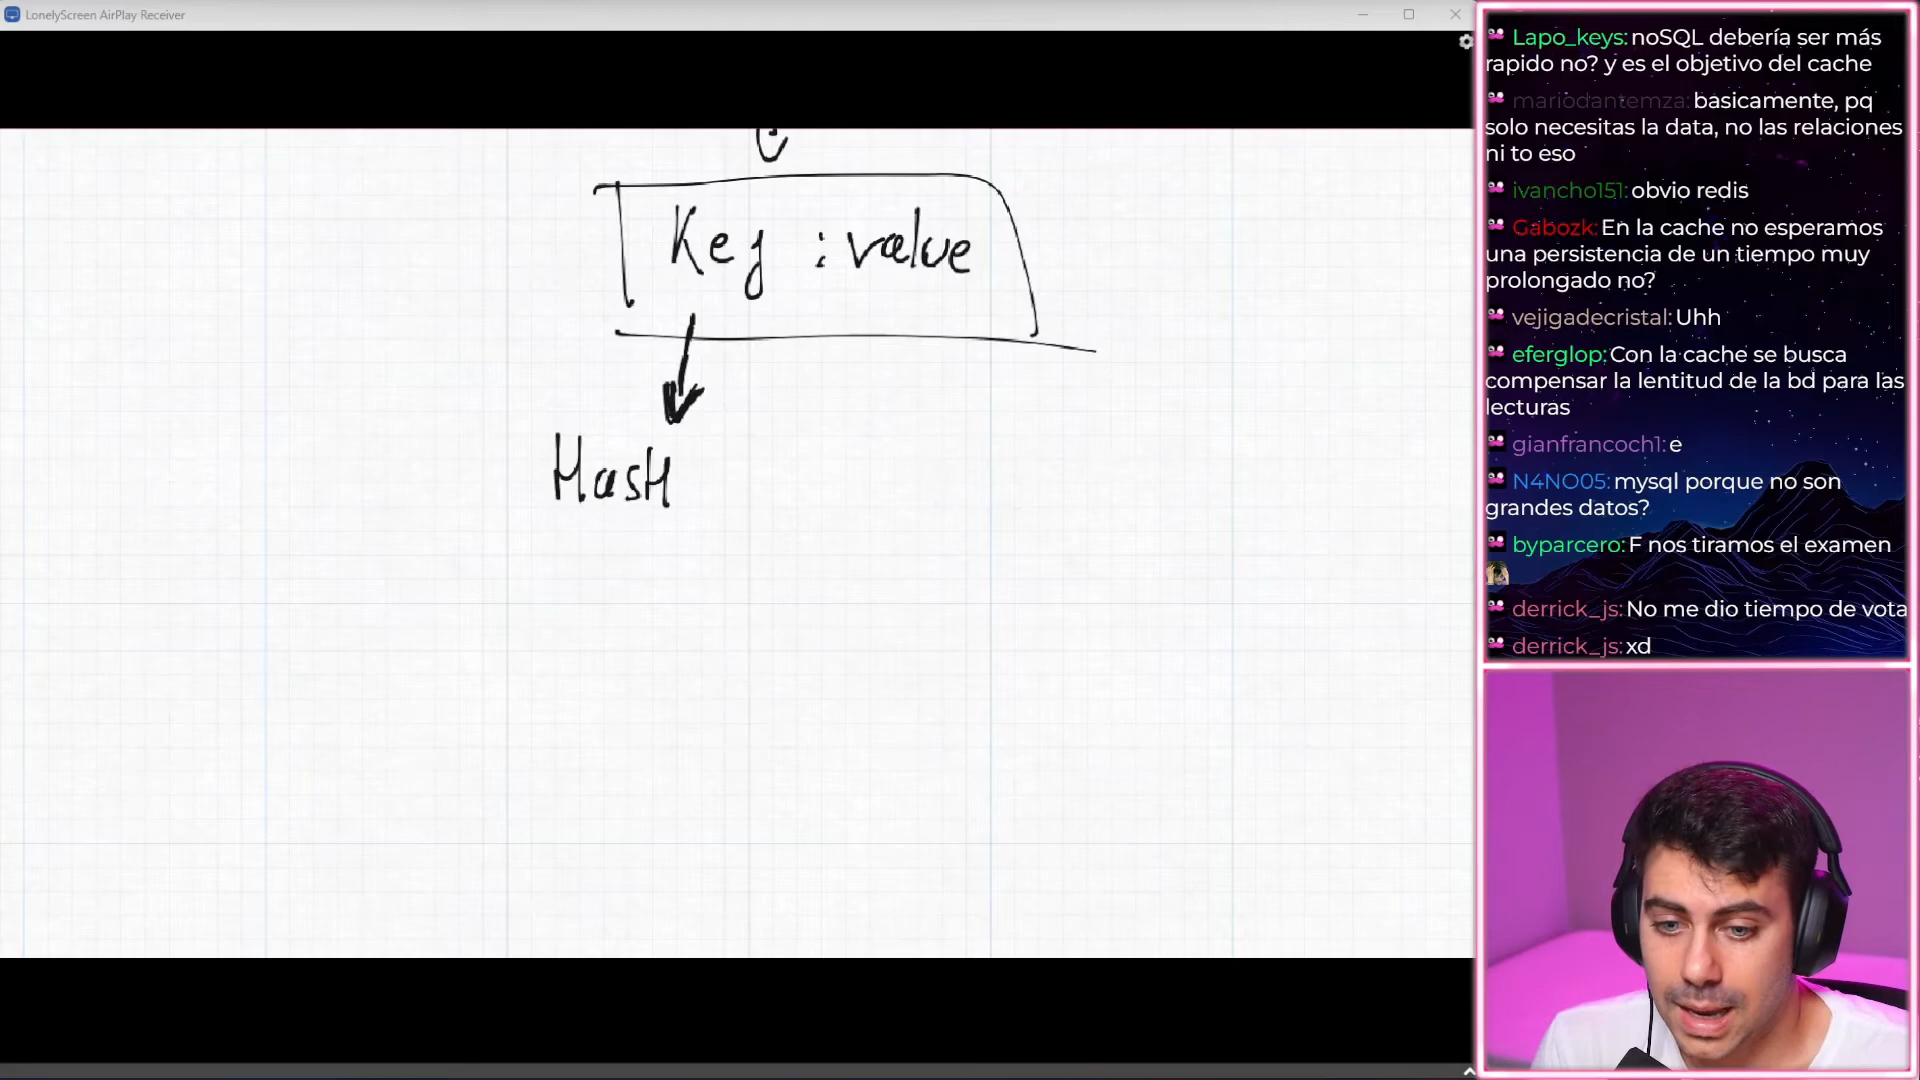 LonelyScreen AirPlay Receiver
Key : value
Hash
Lapo_keys: noSQL debería ser más
rapido no? y es el objetivo del cache
mariodantemza: basicamente, pq
solo necesitas la data, no las relaciones
ni to eso
ivancho151: obvio redis
Gabozk: En la cache no esperamos
una persistencia de un tiempo muy
prolongado no?
vejigadecristal: Uhh
eferglop: Con la cache se busca
compensar la lentitud de la bd para las
lecturas
gianfrancoch1: e
N4NO05: mysql porque no son
grandes datos?
byparcero: F nos tiramos el examen
derrick_js: No me dio tiempo de vota
derrick_js: xd